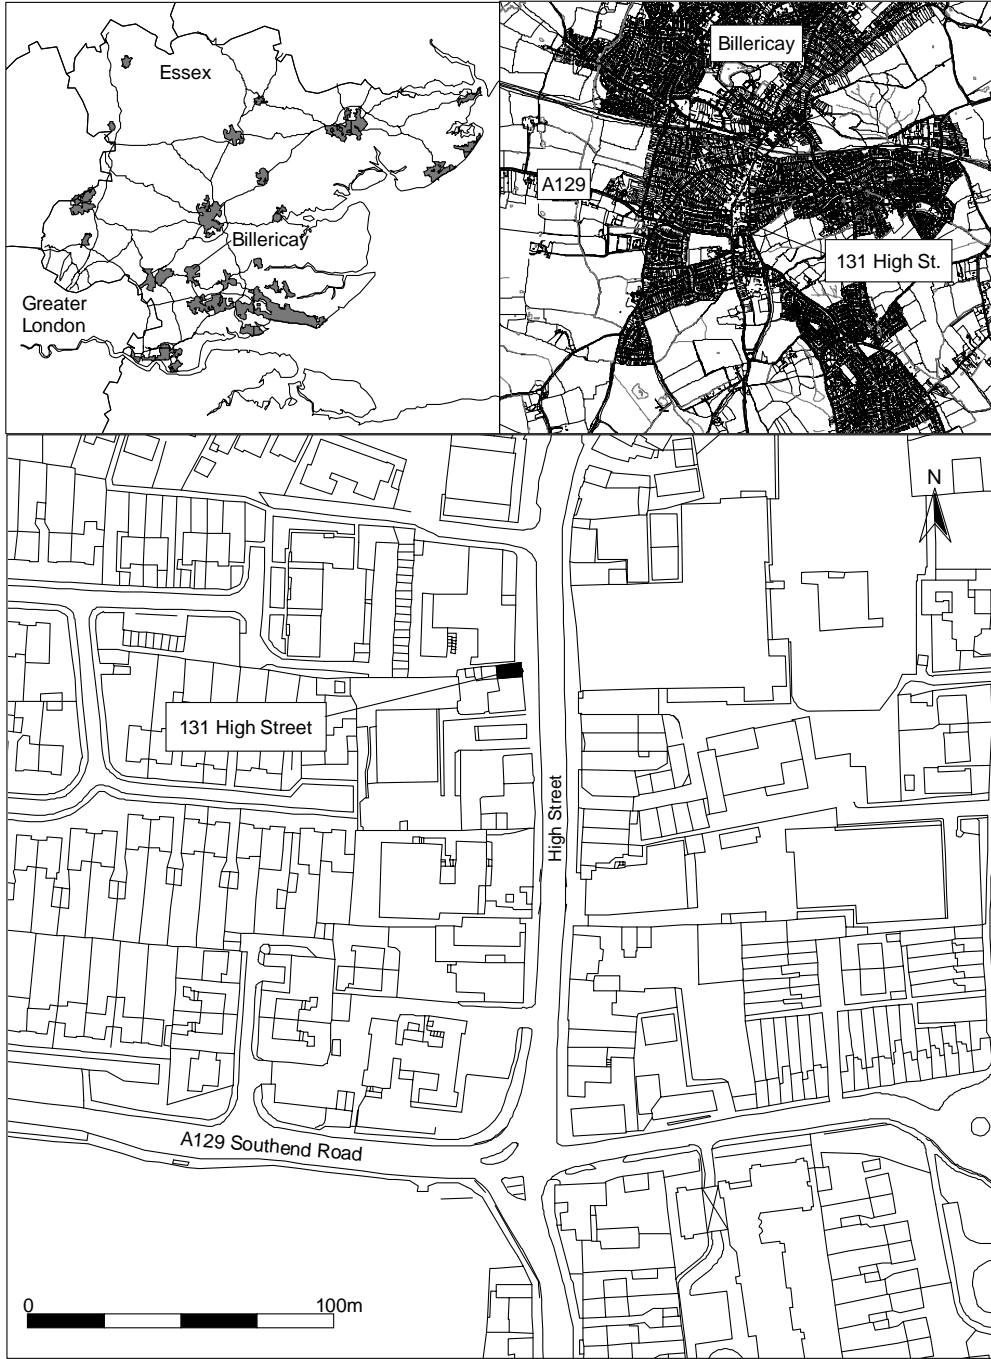 Essex
Billericay
Greater
London
Billericay
A129
131 High St.
N
131 High Street
High Street
A129 Southend Road
0
100m